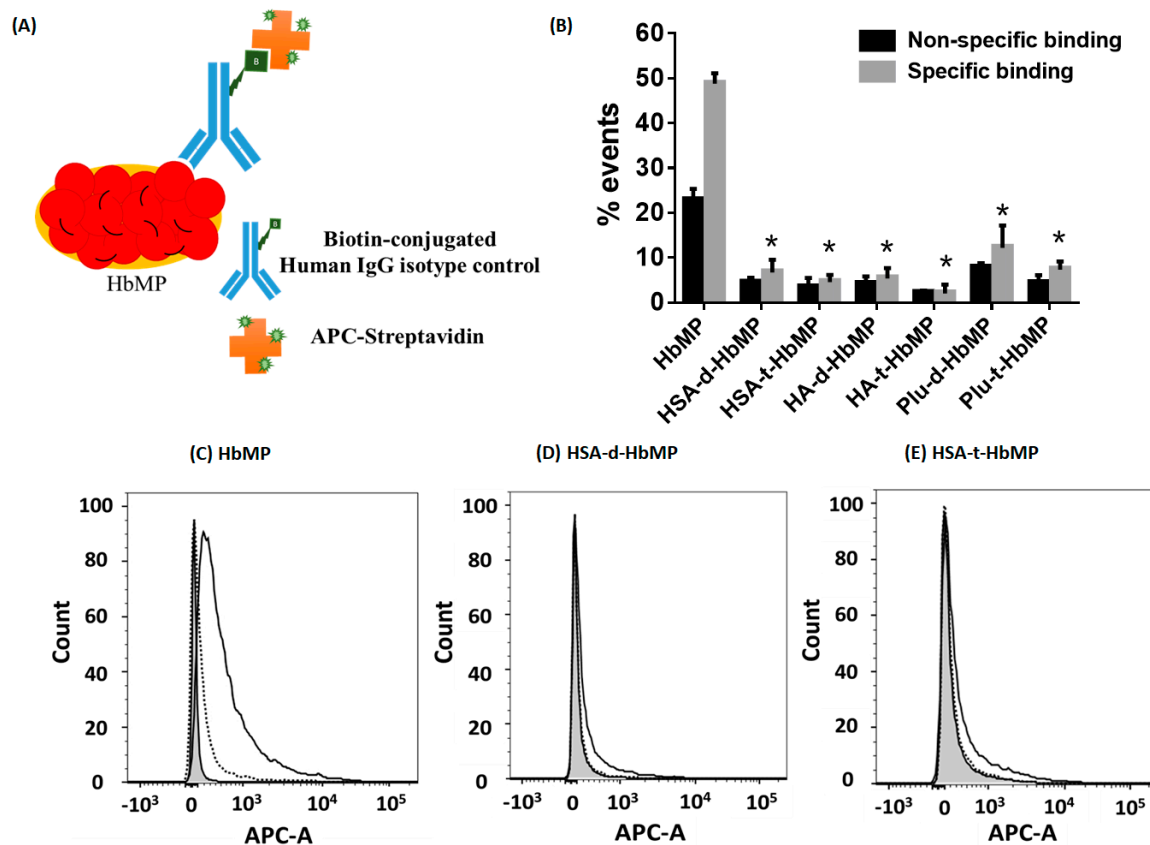 (A)
B
HbMP
B
Biotin-conjugated
Human IgG isotype control
APC-Streptavidin
(B)
Non-specific binding
Specific binding
% events
60
50
40
30
20
10
0
* * * * * *
HbMP
HSA-d-HbMP
HSA-t-HbMP
HA-d-HbMP
HA-t-HbMP
Plu-d-HbMP
Plu-t-HbMP
(C) HbMP
Count
100
80
60
40
20
0
-10³ 0 10³ 10⁴ 10⁵
APC-A
(D) HSA-d-HbMP
Count
100
80
60
40
20
0
-10³ 0 10³ 10⁴ 10⁵
APC-A
(E) HSA-t-HbMP
Count
100
80
60
40
20
0
-10³ 0 10³ 10⁴ 10⁵
APC-A